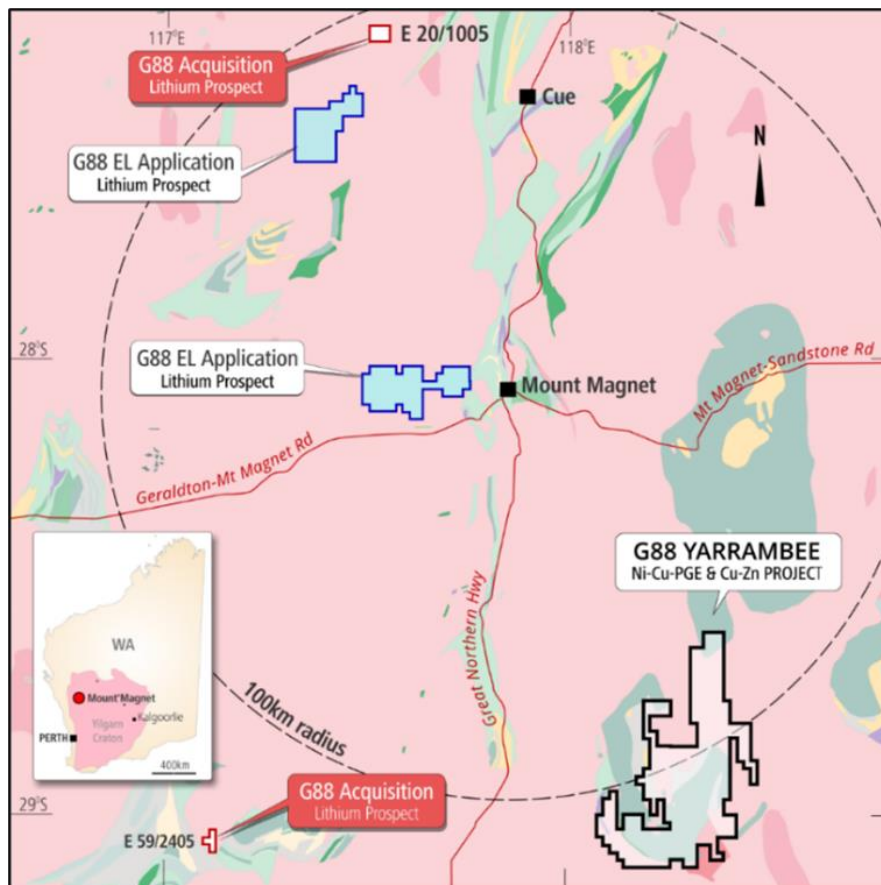 117°E
118°E
E 20/1005
G88 Acquisition
Lithium Prospect
Cue
G88 EL Application
Lithium Prospect
N
28°S
G88 EL Application
Lithium Prospect
Mount Magnet
Mt Magnet-Sandstone Rd
Geraldton-Mt Magnet Rd
G88 YARRAMBEE
Ni-Cu-PGE & Cu-Zn PROJECT
WA
Mount Magnet
Kalgoorlie
Yilgarn
Craton
PERTH
400km
100km radius
Great Northern Hwy
29°S
G88 Acquisition
Lithium Prospect
E 59/2405